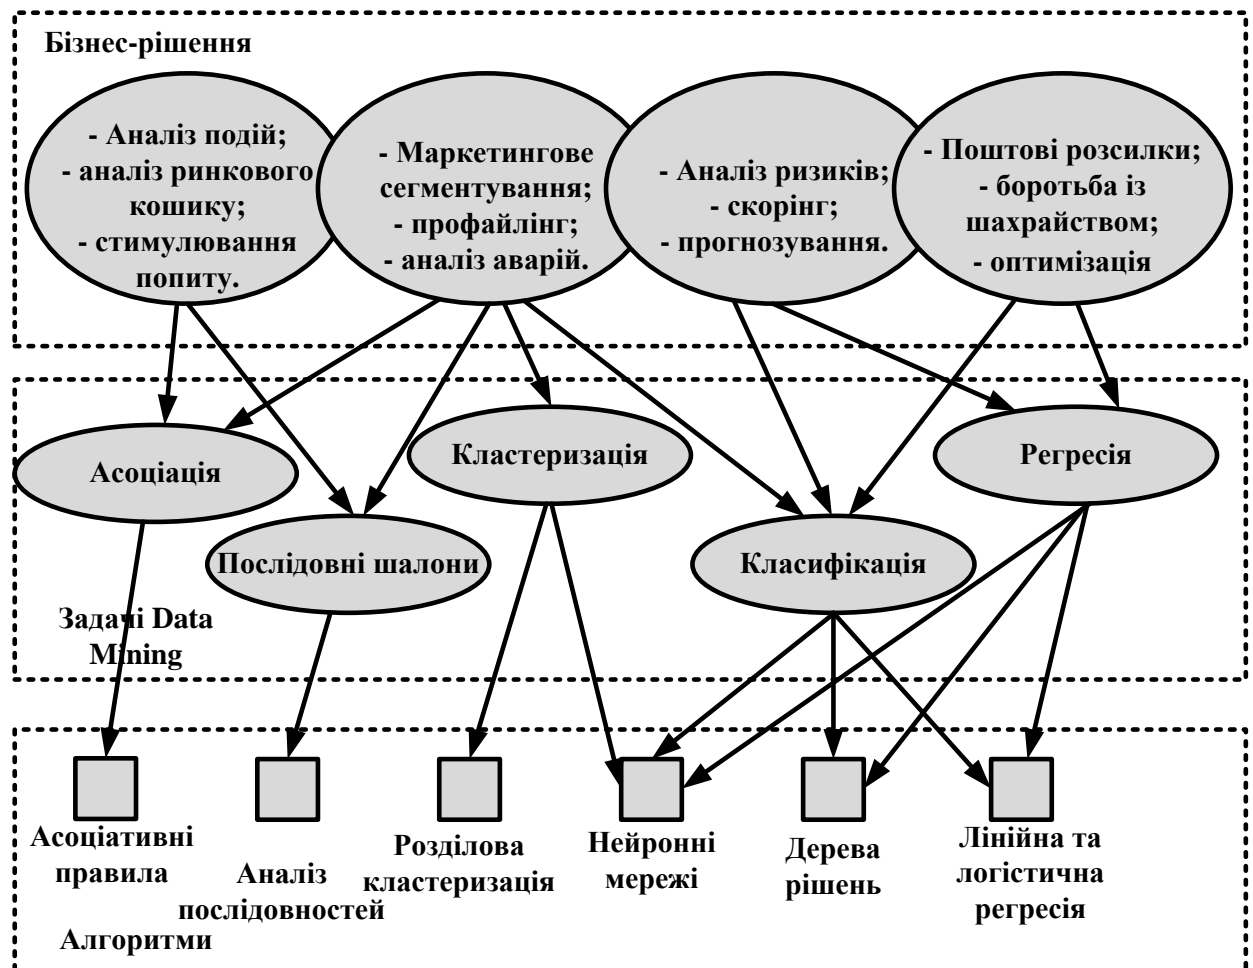 Бізнес-рішення
- Аналіз подій;
- аналіз ринкового
кошику;
- стимулювання
попиту.
- Маркетингове
сегментування;
- профайлінг;
- аналіз аварій.
- Аналіз ризиків;
- скорінг;
- прогнозування.
- Поштові розсилки;
- боротьба із
шахрайством;
- оптимізація
Асоціація
Кластеризація
Регресія
Послідовні шалони
Класифікація
Задачі Data
Mining
Асоціативні
правила
Аналіз
послідовностей
Розділова
кластеризація
Нейронні
мережі
Дерева
рішень
Лінійна та
логістична
регресія
Алгоритми